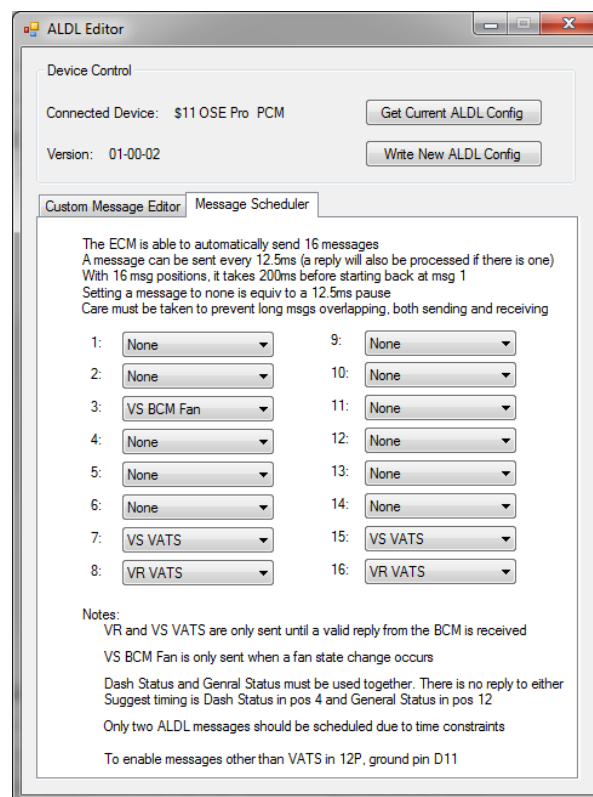 ALDL Editor
Device Control
Connected Device: $11 OSE Pro PCM
Get Current ALDL Config
Version: 01-00-02
Write New ALDL Config
Custom Message Editor
Message Scheduler
The ECM is able to automatically send 16 messages
A message can be sent every 12.5ms (a reply will also be processed if there is one)
With 16 msg positions, it takes 200ms before starting back at msg 1
Setting a message to none is equiv to a 12.5ms pause
Care must be taken to prevent long msgs overlapping, both sending and receiving
1: None
2: None
3: VS BCM Fan
4: None
5: None
6: None
7: VS VATS
8: VR VATS
9: None
10: None
11: None
12: None
13: None
14: None
15: VS VATS
16: VR VATS
Notes:
VR and VS VATS are only sent until a valid reply from the BCM is received
VS BCM Fan is only sent when a fan state change occurs
Dash Status and Genral Status must be used together. There is no reply to either
Suggest timing is Dash Status in pos 4 and General Status in pos 12
Only two ALDL messages should be scheduled due to time constraints
To enable messages other than VATS in 12P, ground pin D11